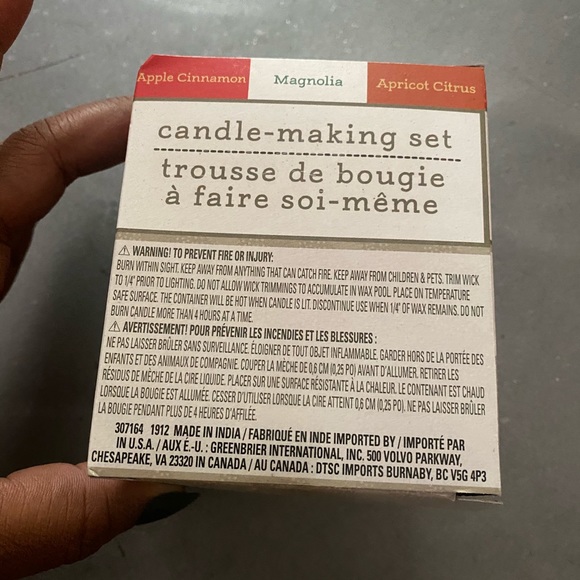 Apple Cinnamon Magnolia Apricot Citrus
candle-making set
trousse de bougie
à faire soi-même
⚠ WARNING! TO PREVENT FIRE OR INJURY:
BURN WITHIN SIGHT. KEEP AWAY FROM ANYTHING THAT CAN CATCH FIRE. KEEP AWAY FROM CHILDREN & PETS. TRIM WICK
TO 1/4" PRIOR TO LIGHTING. DO NOT ALLOW WICK TRIMMINGS TO ACCUMULATE IN WAX POOL. PLACE ON TEMPERATURE
SAFE SURFACE. THE CONTAINER WILL BE HOT WHEN CANDLE IS LIT. DISCONTINUE USE WHEN 1/4" OF WAX REMAINS. DO NOT
BURN CANDLE MORE THAN 4 HOURS AT A TIME.
⚠ AVERTISSEMENT! POUR PRÉVENIR LES INCENDIES ET LES BLESSURES :
NE PAS LAISSER BRÛLER SANS SURVEILLANCE. ÉLOIGNER DE TOUT OBJET INFLAMMABLE. GARDER HORS DE LA PORTÉE DES
ENFANTS ET DES ANIMAUX DE COMPAGNIE. COUPER LA MÈCHE DE 0,6 CM (0,25 PO) AVANT D'ALLUMER. RETIRER LES
RÉSIDUS DE MÈCHE DE LA CIRE LIQUIDE. PLACER SUR UNE SURFACE RÉSISTANTE À LA CHALEUR. LE CONTENANT EST CHAUD
LORSQUE LA BOUGIE EST ALLUMÉE. CESSER D'UTILISER LORSQUE LA CIRE ATTEINT 0,6 CM (0,25 PO). NE PAS LAISSER BRÛLER
LA BOUGIE PENDANT PLUS DE 4 HEURES D'AFFILÉE.
307164 1912 MADE IN INDIA / FABRIQUÉ EN INDE IMPORTED BY / IMPORTÉ PAR
IN U.S.A. / AUX É.-U. : GREENBRIER INTERNATIONAL, INC. 500 VOLVO PARKWAY,
CHESAPEAKE, VA 23320 IN CANADA / AU CANADA : DTSC IMPORTS BURNABY, BC V5G 4P3